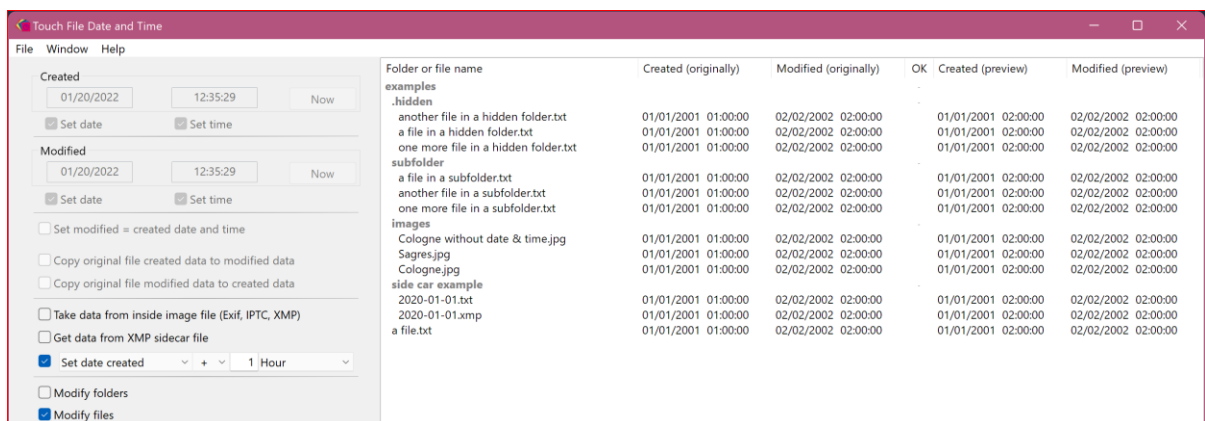 Touch File Date and Time
File Window Help
Created
01/20/2022 12:35:29 Now
Set date Set time
Modified
01/20/2022 12:35:29 Now
Set date Set time
Set modified = created date and time
Copy original file created data to modified data
Copy original file modified data to created data
Take data from inside image file (Exif, IPTC, XMP)
Get data from XMP sidecar file
Set date created + 1 Hour
Modify folders
Modify files
Folder or file name Created (originally) Modified (originally) OK Created (preview) Modified (preview)
examples
.hidden
another file in a hidden folder.txt 01/01/2001 01:00:00 02/02/2002 02:00:00 01/01/2001 02:00:00 02/02/2002 02:00:00
a file in a hidden folder.txt 01/01/2001 01:00:00 02/02/2002 02:00:00 01/01/2001 02:00:00 02/02/2002 02:00:00
one more file in a hidden folder.txt 01/01/2001 01:00:00 02/02/2002 02:00:00 01/01/2001 02:00:00 02/02/2002 02:00:00
subfolder
a file in a subfolder.txt 01/01/2001 01:00:00 02/02/2002 02:00:00 01/01/2001 02:00:00 02/02/2002 02:00:00
another file in a subfolder.txt 01/01/2001 01:00:00 02/02/2002 02:00:00 01/01/2001 02:00:00 02/02/2002 02:00:00
one more file in a subfolder.txt 01/01/2001 01:00:00 02/02/2002 02:00:00 01/01/2001 02:00:00 02/02/2002 02:00:00
images
Cologne without date & time.jpg 01/01/2001 01:00:00 02/02/2002 02:00:00 01/01/2001 02:00:00 02/02/2002 02:00:00
Sagres.jpg 01/01/2001 01:00:00 02/02/2002 02:00:00 01/01/2001 02:00:00 02/02/2002 02:00:00
Cologne.jpg 01/01/2001 01:00:00 02/02/2002 02:00:00 01/01/2001 02:00:00 02/02/2002 02:00:00
side car example
2020-01-01.txt 01/01/2001 01:00:00 02/02/2002 02:00:00 01/01/2001 02:00:00 02/02/2002 02:00:00
2020-01-01.xmp 01/01/2001 01:00:00 02/02/2002 02:00:00 01/01/2001 02:00:00 02/02/2002 02:00:00
a file.txt 01/01/2001 01:00:00 02/02/2002 02:00:00 01/01/2001 02:00:00 02/02/2002 02:00:00